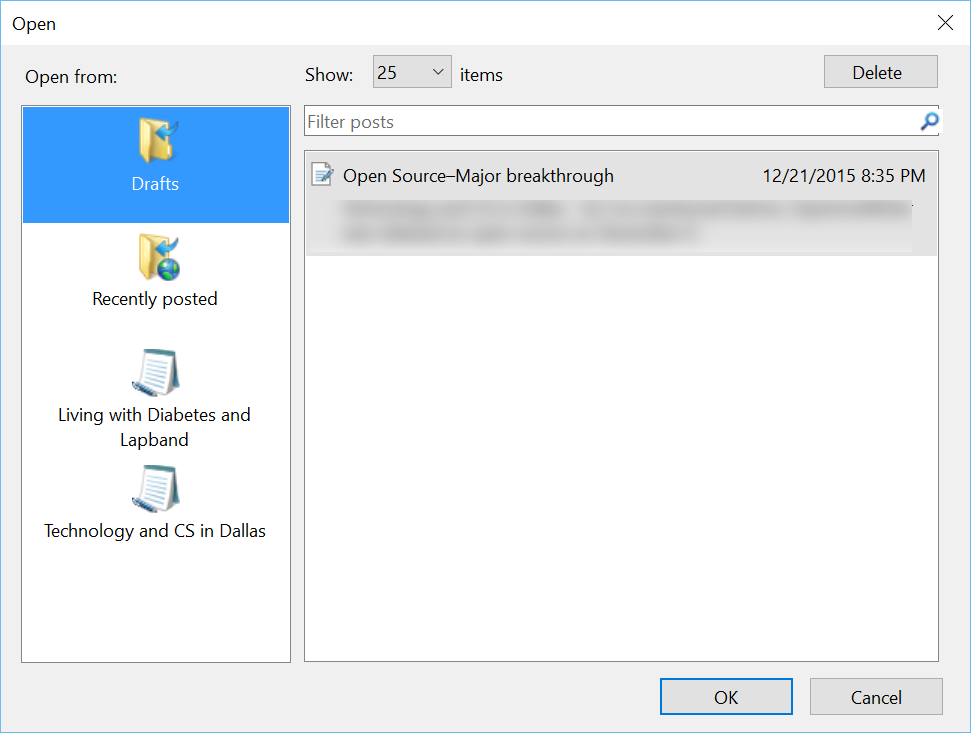 Open
Open from:
Show: 25 items
Delete
Filter posts
Drafts
Recently posted
Living with Diabetes and
Lapband
Technology and CS in Dallas
Open Source–Major breakthrough 12/21/2015 8:35 PM
OK
Cancel